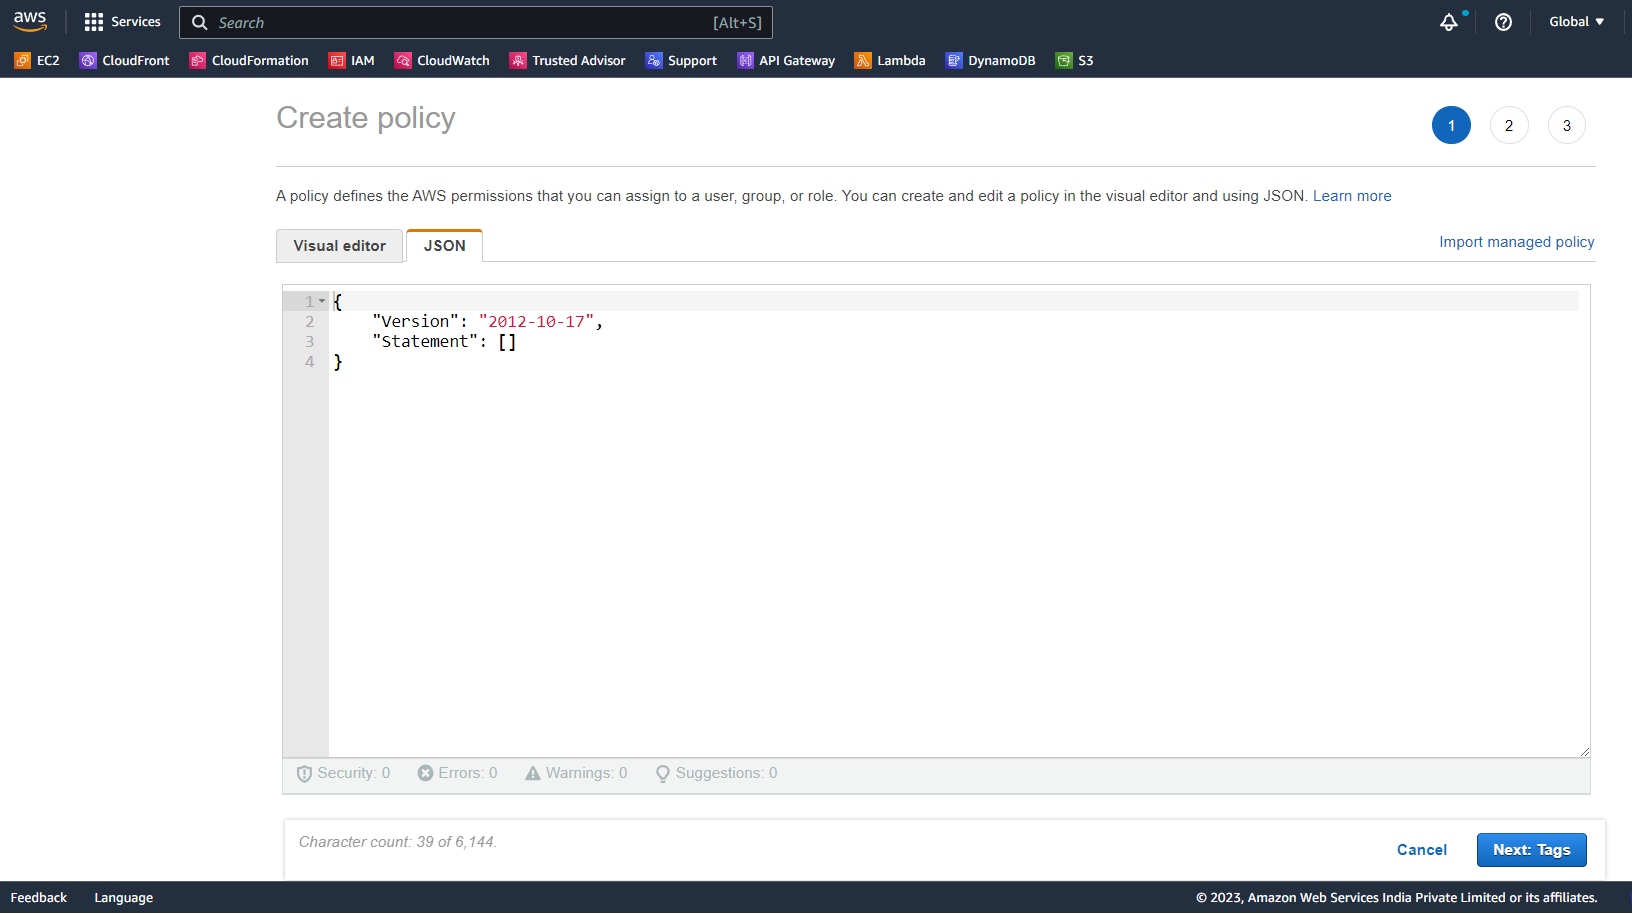 aws Services Search [Alt+S] Global
EC2 CloudFront CloudFormation IAM CloudWatch Trusted Advisor Support API Gateway Lambda DynamoDB S3
Create policy
1 2 3
A policy defines the AWS permissions that you can assign to a user, group, or role. You can create and edit a policy in the visual editor and using JSON. Learn more
Visual editor JSON Import managed policy
1 {
2 "Version": "2012-10-17",
3 "Statement": []
4 }
Security: 0 Errors: 0 Warnings: 0 Suggestions: 0
Character count: 39 of 6,144.
Cancel Next: Tags
Feedback Language © 2023, Amazon Web Services India Private Limited or its affiliates.